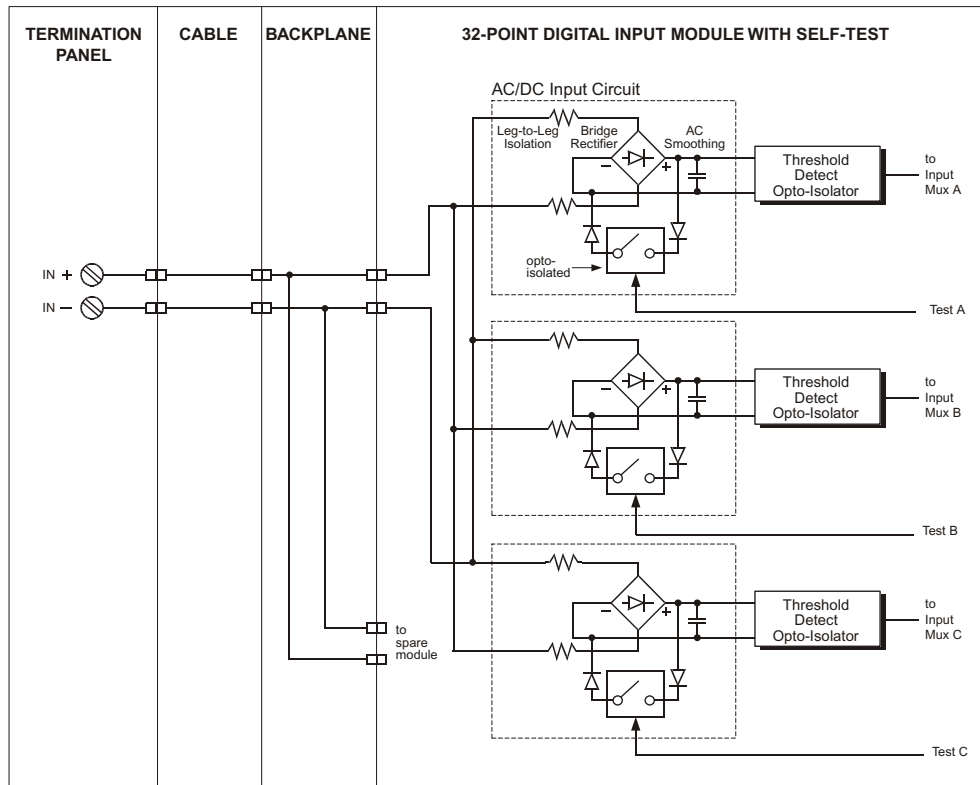 TERMINATION
PANEL
CABLE
BACKPLANE
32-POINT DIGITAL INPUT MODULE WITH SELF-TEST
AC/DC Input Circuit
Leg-to-Leg
Isolation
Bridge
Rectifier
AC
Smoothing
− +
Threshold
Detect
Opto-Isolator
to
Input
Mux A
opto-
isolated
Test A
IN +
IN −
− +
Threshold
Detect
Opto-Isolator
to
Input
Mux B
Test B
− +
Threshold
Detect
Opto-Isolator
to
Input
Mux C
to
spare
module
Test C